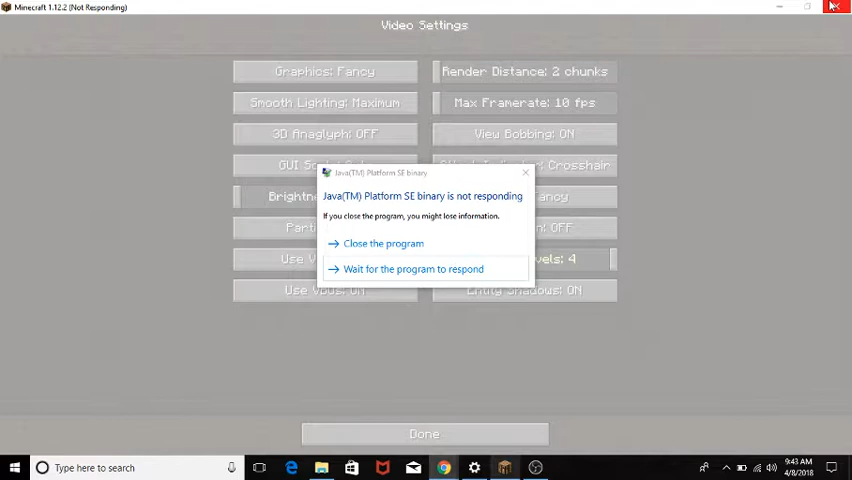 Minecraft 1.12.2 (Not Responding)
Video Settings
Graphics: Fancy
Render Distance: 2 chunks
Smooth Lighting: Maximum
Max Framerate: 10 fps
3D Anaglyph: OFF
View Bobbing: ON
GUI
Crosshair
Java(TM) Platform SE binary
Java(TM) Platform SE binary is not responding
If you close the program, you might lose information.
→ Close the program
→ Wait for the program to respond
Fancy
OFF
Use
vels: 4
Use VBOs: ON
Entity Shadows: ON
Done
Type here to search
9:43 AM
4/8/2018